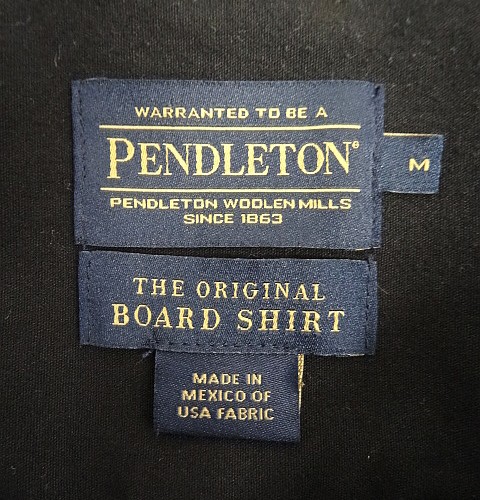 WARRANTED TO BE A
PENDLETON®
M
PENDLETON WOOLEN MILLS
SINCE 1863
THE ORIGINAL
BOARD SHIRT
MADE IN
MEXICO OF
USA FABRIC